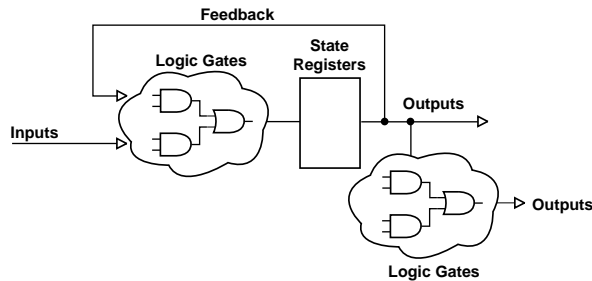 Feedback
State
Registers
Logic Gates
Outputs
Inputs
Outputs
Logic Gates